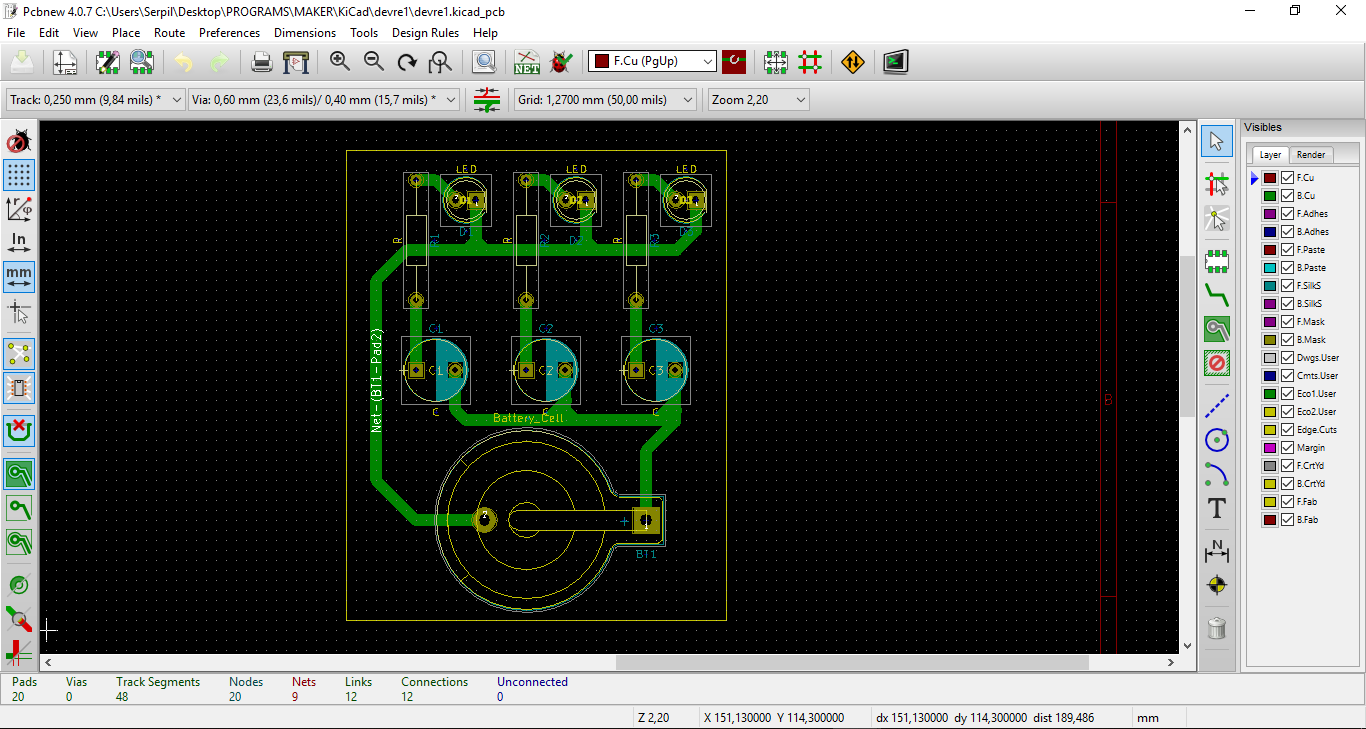 Pcbnew 4.0.7 C:\Users\Serpil\Desktop\PROGRAMS\MAKER\KiCad\devre1\devre1.kicad_pcb
File Edit View Place Route Preferences Dimensions Tools Design Rules Help
NET F.Cu (PgUp)
Track: 0,250 mm (9,84 mils) * Via: 0,60 mm (23,6 mils)/ 0,40 mm (15,7 mils) * Grid: 1,2700 mm (50,00 mils) Zoom 2,20
Visibles
Layer Render
F.Cu
B.Cu
F.Adhes
B.Adhes
F.Paste
B.Paste
F.SilkS
B.SilkS
F.Mask
B.Mask
Dwgs.User
Cmts.User
Eco1.User
Eco2.User
Edge.Cuts
Margin
F.CrtYd
B.CrtYd
F.Fab
B.Fab
In
mm
LED LED LED
D1 D2 D3
R R1 R R2 R R3
C1 C2 C3
C1 C2 C3
C C C
Battery_Cell
Net-(BT1-Pad2)
2 + 1
BT1
B
T
N
Pads Vias Track Segments Nodes Nets Links Connections Unconnected
20 0 48 20 9 12 12 0
Z 2,20 X 151,130000 Y 114,300000 dx 151,130000 dy 114,300000 dist 189,486 mm